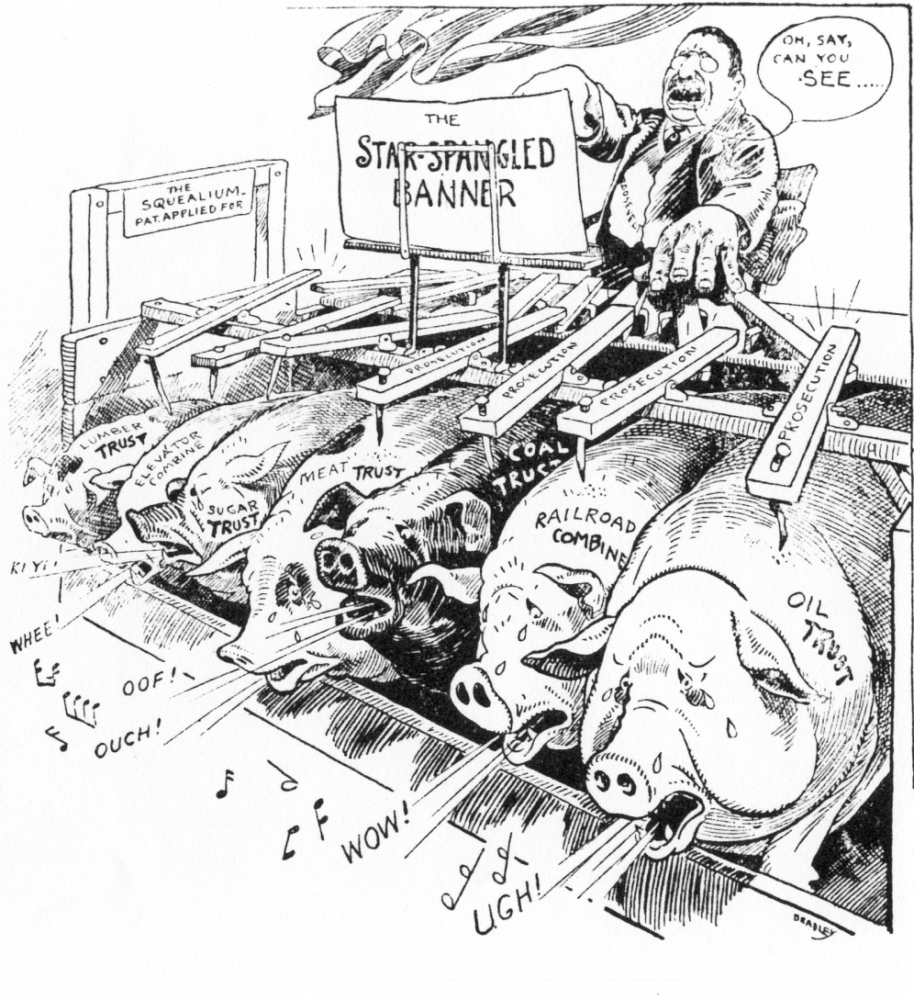 OH, SAY,
CAN YOU
SEE.....
THE
STAR-SPANGLED
BANNER
THE
SQUEALIUM-
PAT. APPLIED FOR
PROSECUTION
PROSECUTION
PROSECUTION
PROSECUTION
LUMBER
TRUST
ELEVATOR
COMBINE
SUGAR
TRUST
MEAT TRUST
COAL
TRUST
RAILROAD
COMBINE
OIL
TRUST
KI YI!
WHEE!
OOF!
OUCH!
WOW!
UGH!
BRADLEY